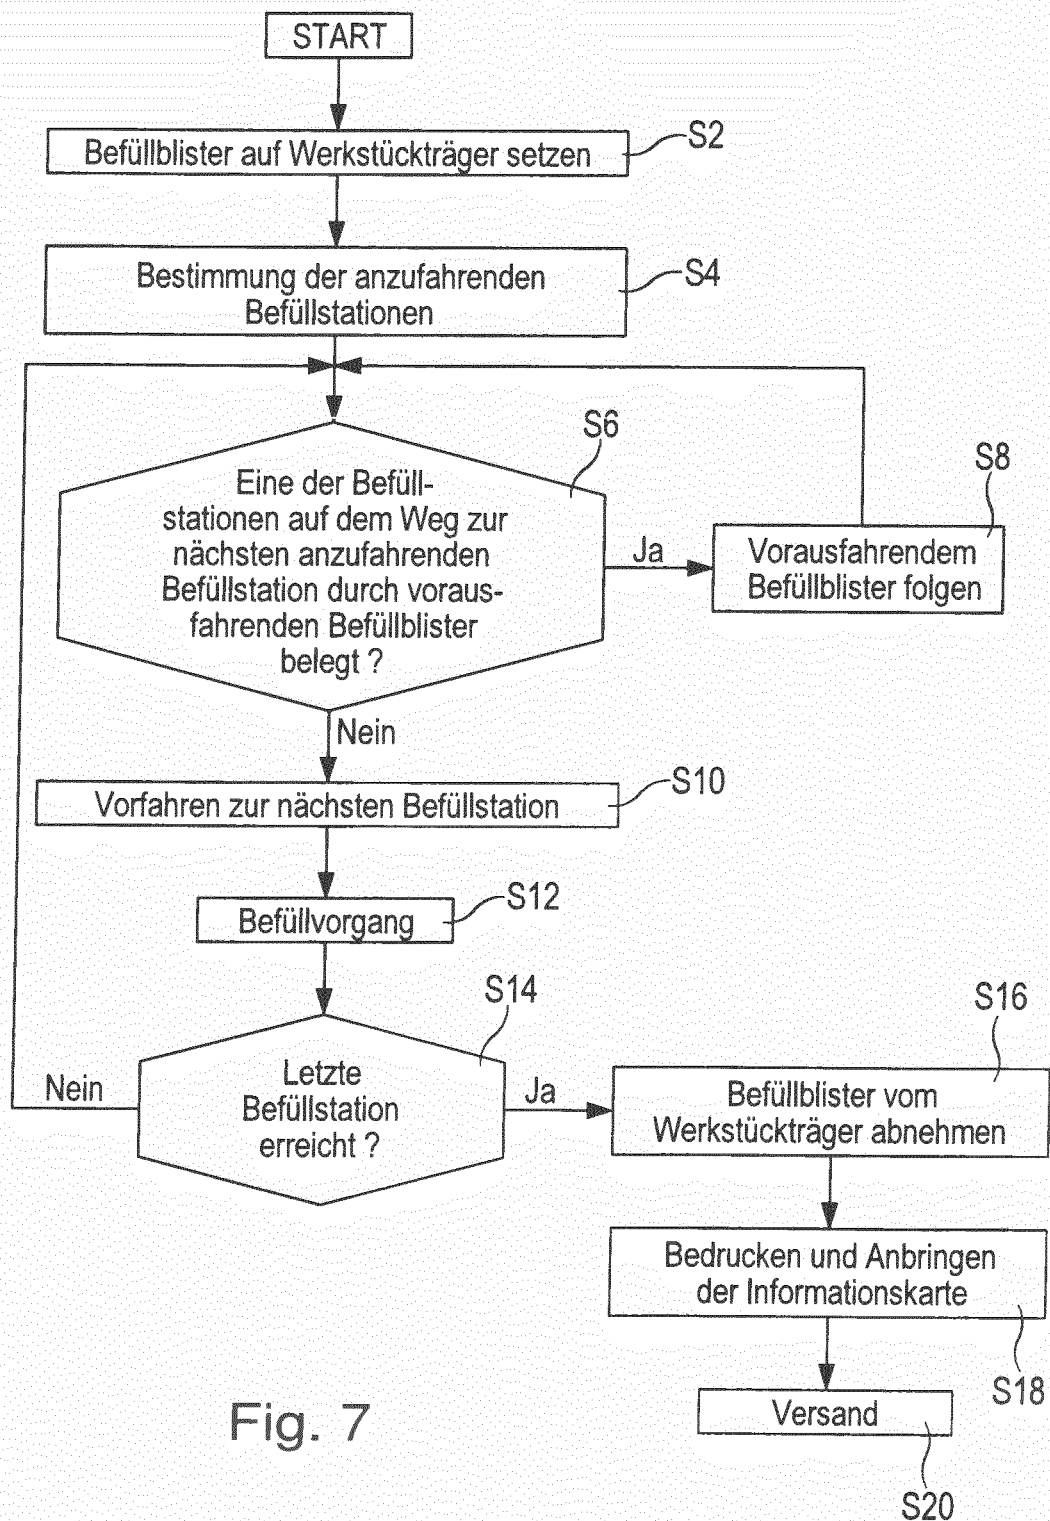 START
Befüllblister auf Werkstückträger setzen
S2
Bestimmung der anzufahrenden
Befüllstationen
S4
Eine der Befüll-
stationen auf dem Weg zur
nächsten anzufahrenden
Befüllstation durch voraus-
fahrenden Befüllblister
belegt ?
S6
Ja
Vorausfahrendem
Befüllblister folgen
S8
Nein
Vorfahren zur nächsten Befüllstation
S10
Befüllvorgang
S12
Letzte
Befüllstation
erreicht ?
S14
Nein
Ja
Befüllblister vom
Werkstückträger abnehmen
S16
Bedrucken und Anbringen
der Informationskarte
S18
Versand
S20
Fig. 7